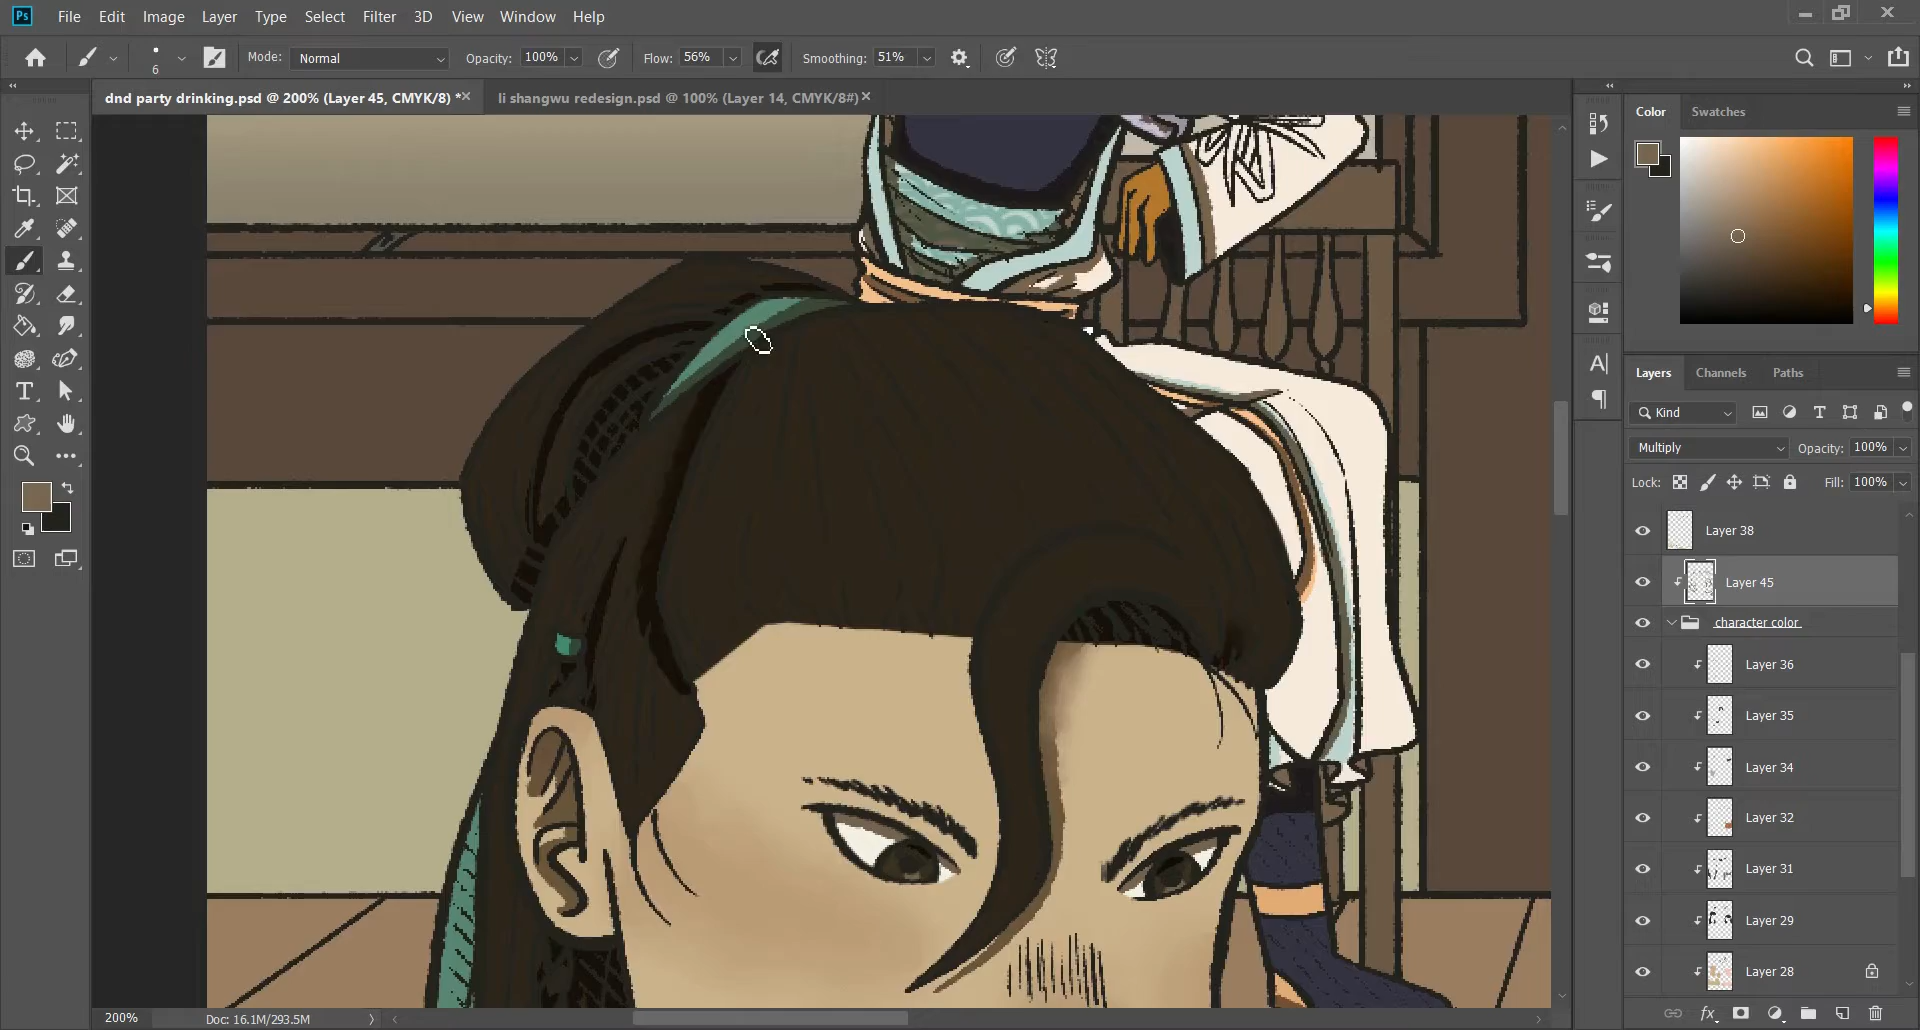 Ps File Edit Image Layer Type Select Filter 3D View Window Help
6 Mode: Normal Opacity: 100% Flow: 56% Smoothing: 51%
dnd party drinking.psd @ 200% (Layer 45, CMYK/8) * × li shangwu redesign.psd @ 100% (Layer 14, CMYK/8#) ×
Color Swatches
Layers Channels Paths
Kind
Multiply Opacity: 100%
Lock: Fill: 100%
Layer 38
Layer 45
character color
Layer 36
Layer 35
Layer 34
Layer 32
Layer 31
Layer 29
Layer 28
200% Doc: 16.1M/293.5M